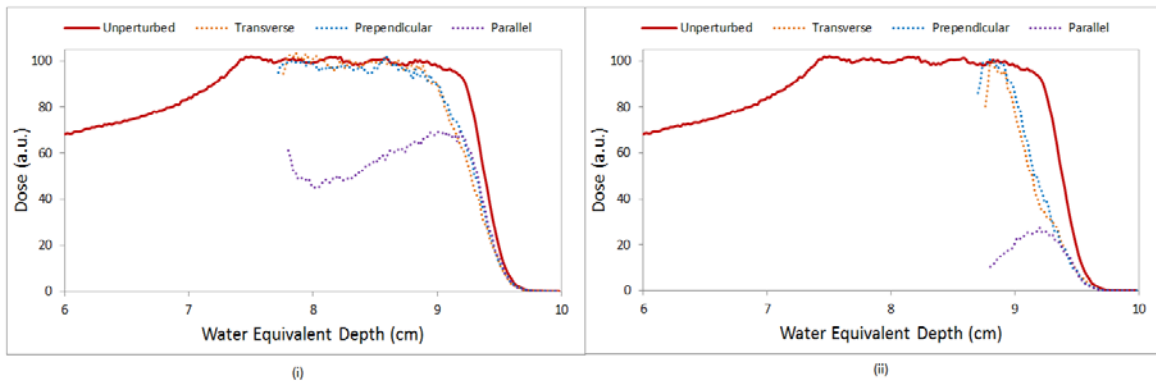 Unperturbed Transverse Prependicular Parallel
100
80
60
40
20
0
Dose (a.u.)
6 7 8 9 10
Water Equivalent Depth (cm)
(i)
Unperturbed Transverse Prependicular Parallel
100
80
60
40
20
0
Dose (a.u.)
6 7 8 9 10
Water Equivalent Depth (cm)
(ii)